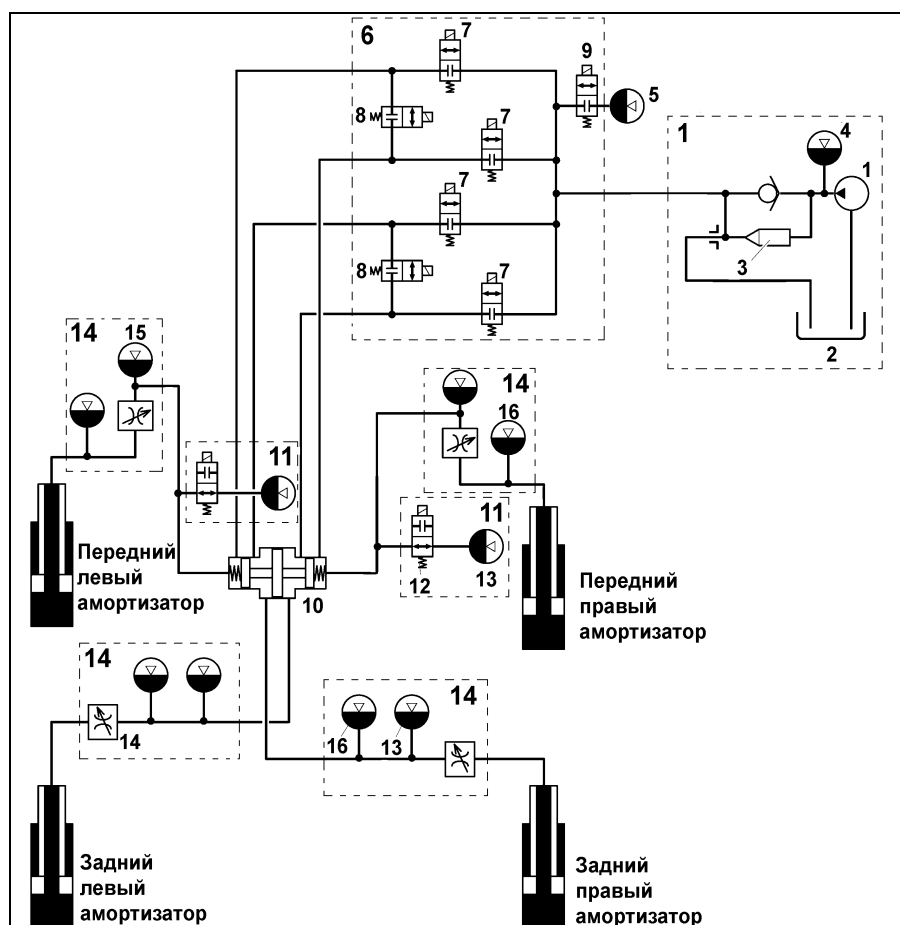 6
7
9
5
8
7
1
4
1
7
3
8
7
2
14
15
14
16
11
11
Передний
левый
амортизатор
10
12
13
Передний
правый
амортизатор
14
14
14
16
13
Задний
левый
амортизатор
Задний
правый
амортизатор